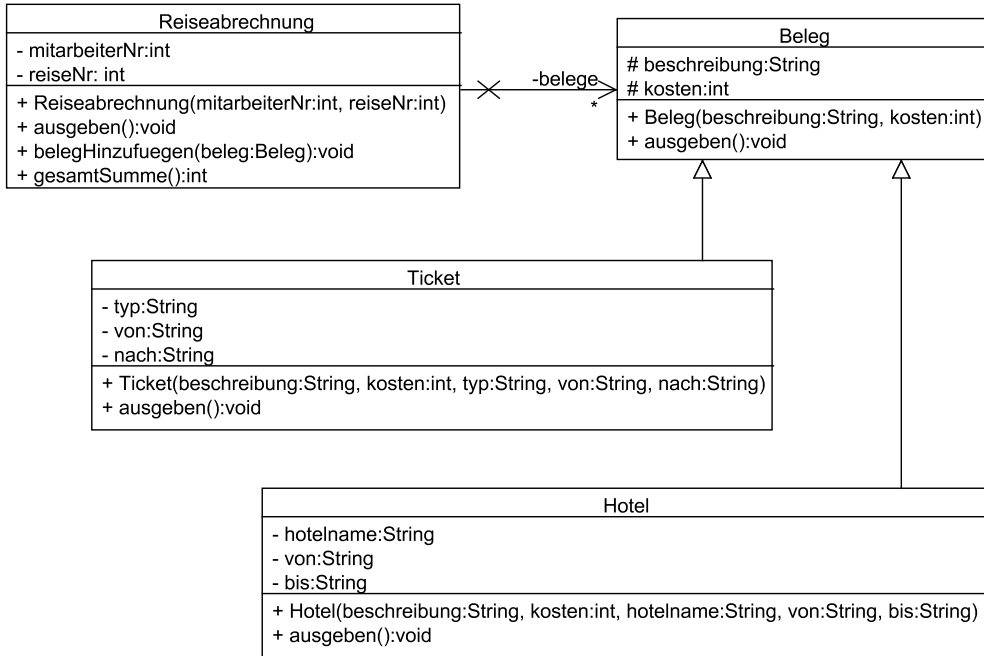 Reiseabrechnung
- mitarbeiterNr:int
- reiseNr: int
+ Reiseabrechnung(mitarbeiterNr:int, reiseNr:int)
+ ausgeben():void
+ belegHinzufuegen(beleg:Beleg):void
+ gesamtSumme():int
-belege
*
Beleg
# beschreibung:String
# kosten:int
+ Beleg(beschreibung:String, kosten:int)
+ ausgeben():void
Ticket
- typ:String
- von:String
- nach:String
+ Ticket(beschreibung:String, kosten:int, typ:String, von:String, nach:String)
+ ausgeben():void
Hotel
- hotelname:String
- von:String
- bis:String
+ Hotel(beschreibung:String, kosten:int, hotelname:String, von:String, bis:String)
+ ausgeben():void